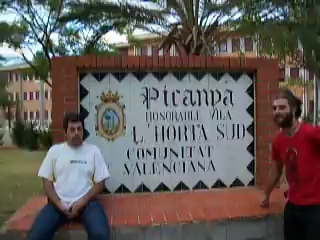 Picanya
HONORABLE VILA
L'HORTA SUD
COMUNITAT
VALENCIANA